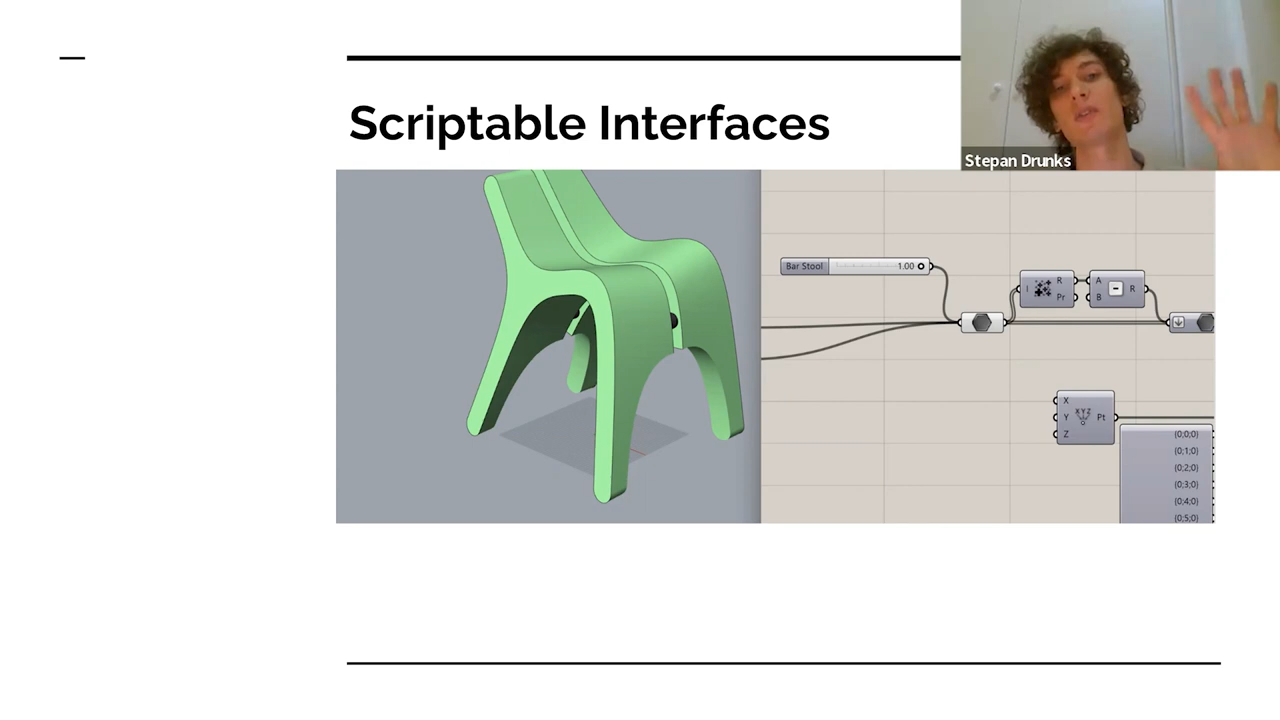 Scriptable Interfaces
Stepan Drunks
Bar Stool 1.00
I R Pr
A B R
X Y Z XYZ Pt
(0;0;0)
(0;1;0)
(0;2;0)
(0;3;0)
(0;4;0)
(0;5;0)